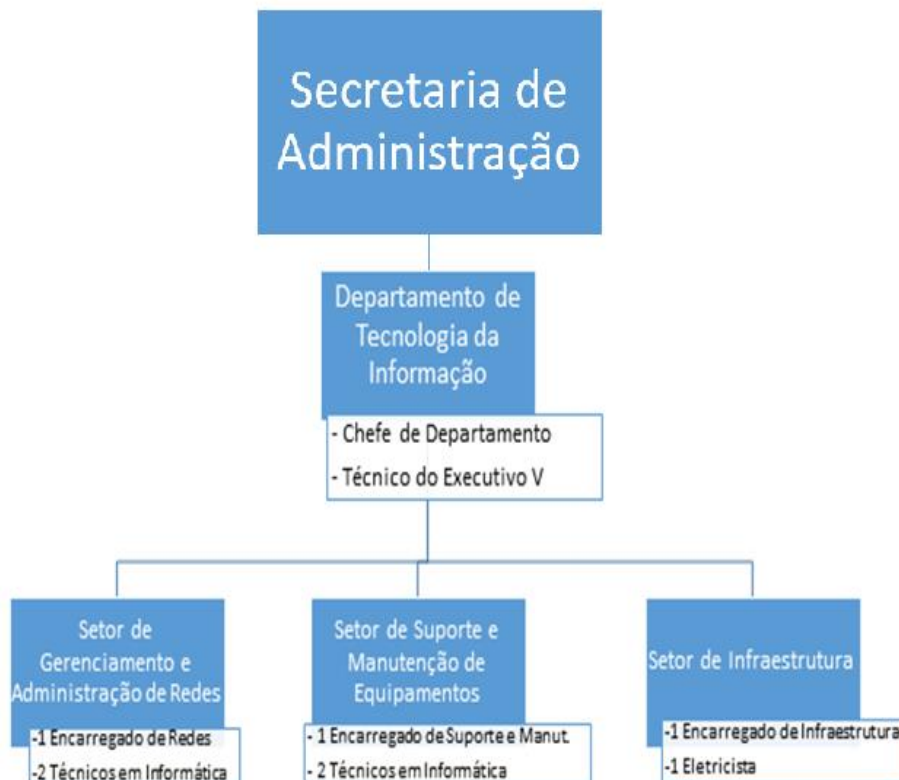 Secretaria de
Administração
Departamento de
Tecnologia da
Informação
- Chefe de Departamento
- Técnico do Executivo V
Setor de
Gerenciamento e
Administração de Redes
-1 Encarregado de Redes
-2 Técnicos em Informática
Setor de Suporte e
Manutenção de
Equipamentos
- 1 Encarregado de Suporte e Manut.
- 2 Técnicos em Informática
Setor de Infraestrutura
-1 Encarregado de Infraestrutura
-1 Eletricista